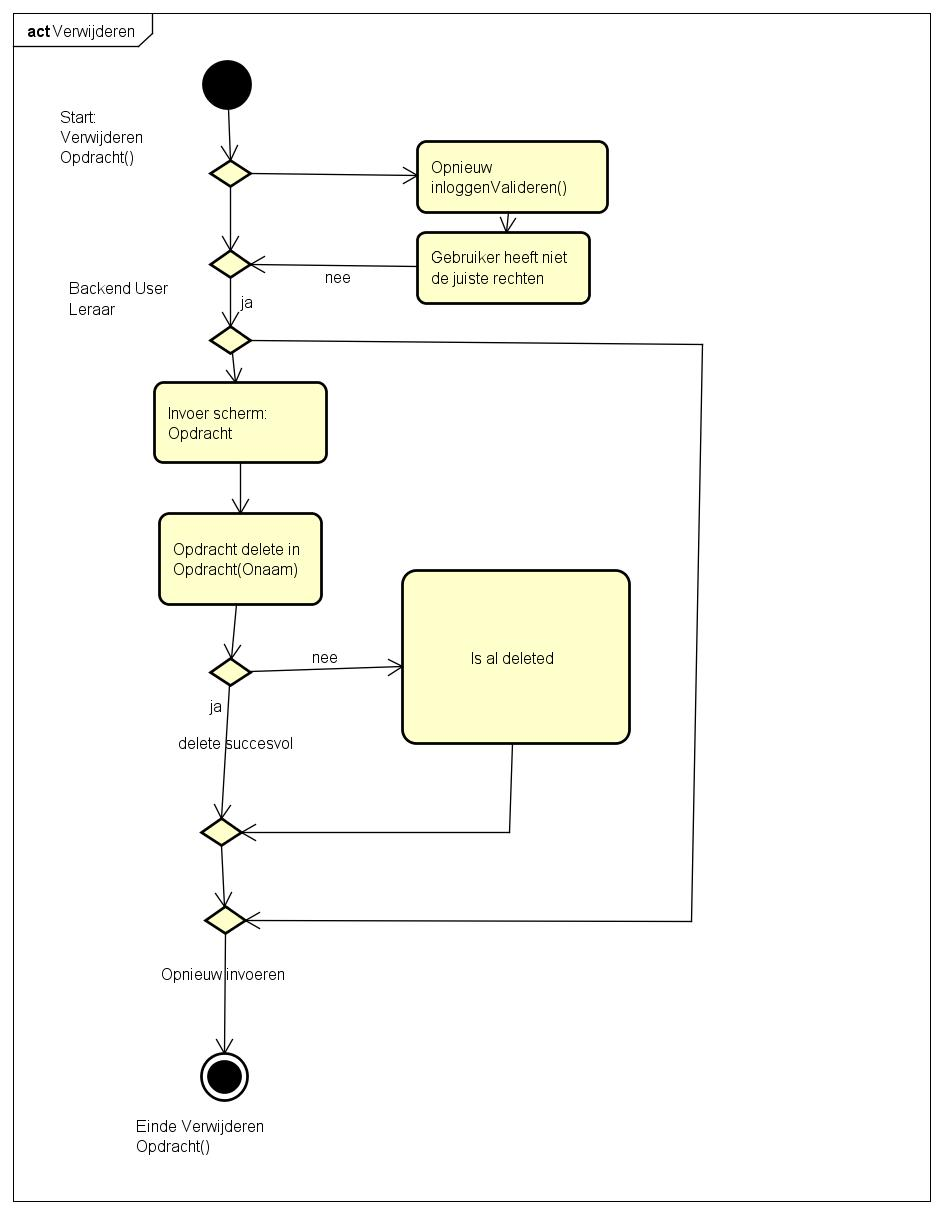 act Verwijderen
Start:
Verwijderen
Opdracht()
Opnieuw
inloggenValideren()
Gebruiker heeft niet
de juiste rechten
nee
Backend User
Leraar
ja
Invoer scherm:
Opdracht
Opdracht delete in
Opdracht(Onaam)
nee
Is al deleted
ja
delete succesvol
Opnieuw invoeren
Einde Verwijderen
Opdracht()